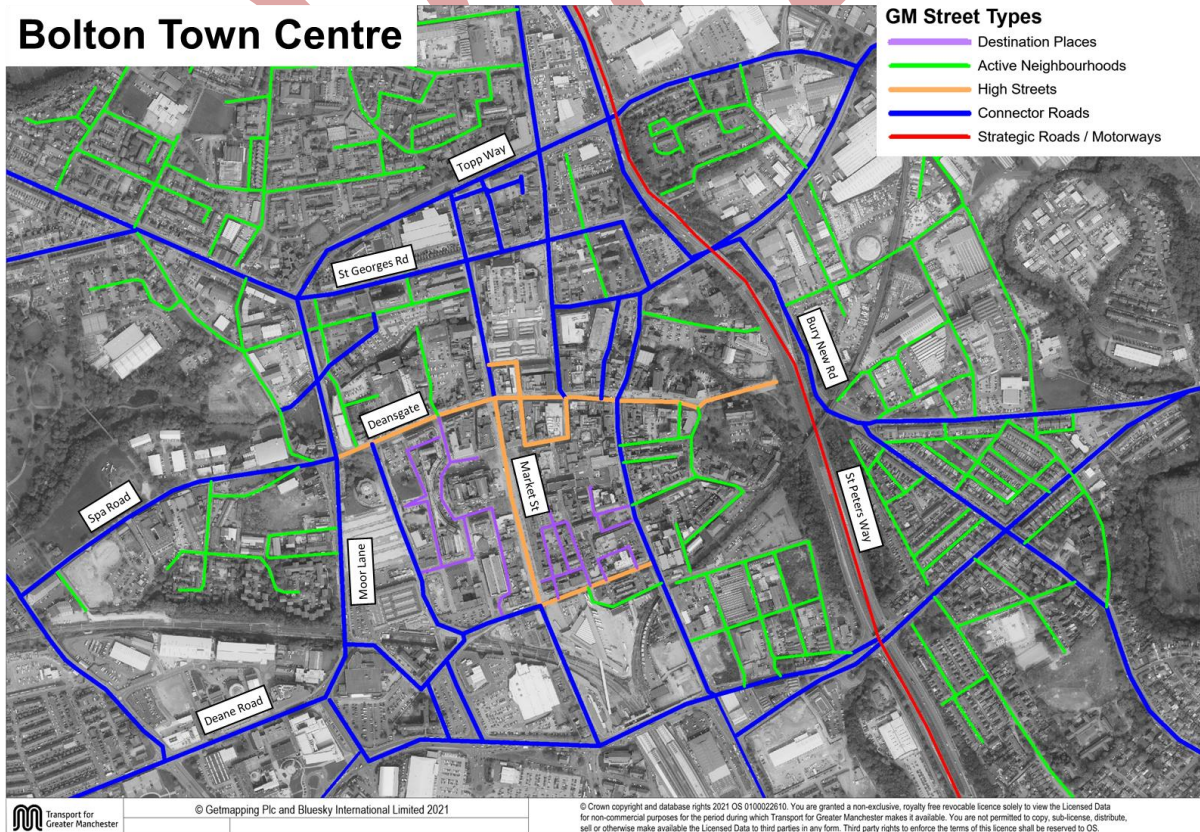 Bolton Town Centre
GM Street Types
Destination Places
Active Neighbourhoods
High Streets
Connector Roads
Strategic Roads / Motorways
Topp Way
St Georges Rd
Bury New Rd
Deansgate
Market St
St Peters Way
Spa Road
Moor Lane
Deane Road
Transport for
Greater Manchester
© Getmapping Plc and Bluesky International Limited 2021
© Crown copyright and database rights 2021 OS 0100022610. You are granted a non-exclusive, royalty free revocable licence solely to view the Licensed Data
for non-commercial purposes for the period during which Transport for Greater Manchester makes it available. You are not permitted to copy, sub-license, distribute,
sell or otherwise make available the Licensed Data to third parties in any form. Third party rights to enforce the terms of this licence shall be reserved to OS.